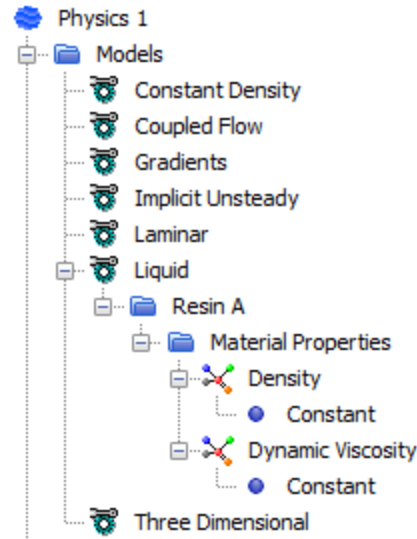 Physics 1
Models
Constant Density
Coupled Flow
Gradients
Implicit Unsteady
Laminar
Liquid
Resin A
Material Properties
Density
Constant
Dynamic Viscosity
Constant
Three Dimensional